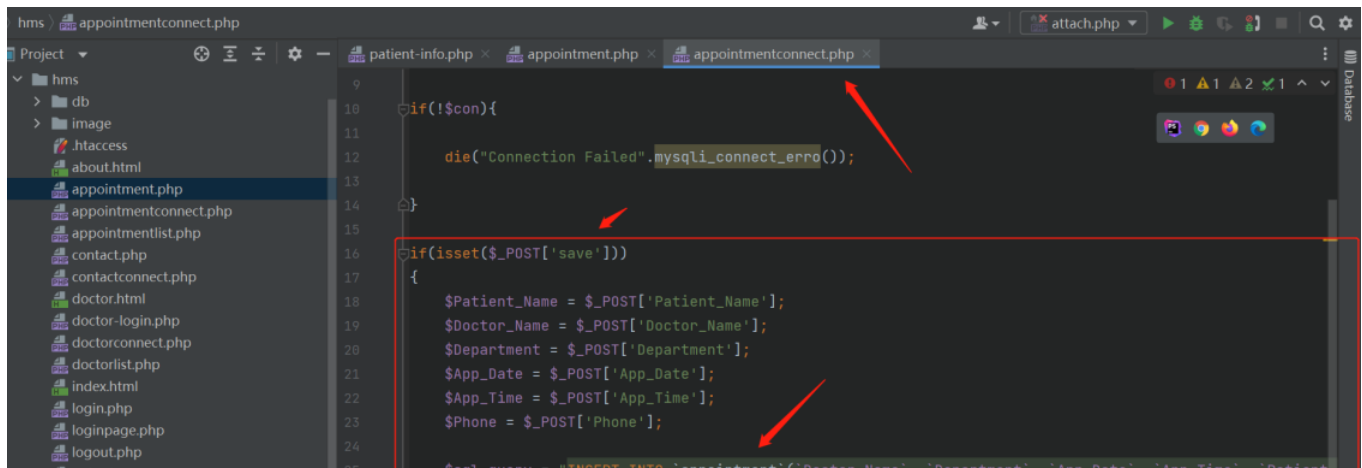 hms 〉 appointmentconnect.php attach.php
Project patient-info.php × appointment.php × appointmentconnect.php ×
hms
db
image
.htaccess
about.html
appointment.php
appointmentconnect.php
appointmentlist.php
contact.php
contactconnect.php
doctor.html
doctor-login.php
doctorconnect.php
doctorlist.php
index.html
login.php
loginpage.php
logout.php
1 1 2 1
9
10 if(!$con){
11
12 die("Connection Failed".mysqli_connect_erro());
13
14 }
15
16 if(isset($_POST['save']))
17 {
18 $Patient_Name = $_POST['Patient_Name'];
19 $Doctor_Name = $_POST['Doctor_Name'];
20 $Department = $_POST['Department'];
21 $App_Date = $_POST['App_Date'];
22 $App_Time = $_POST['App_Time'];
23 $Phone = $_POST['Phone'];
24
Database